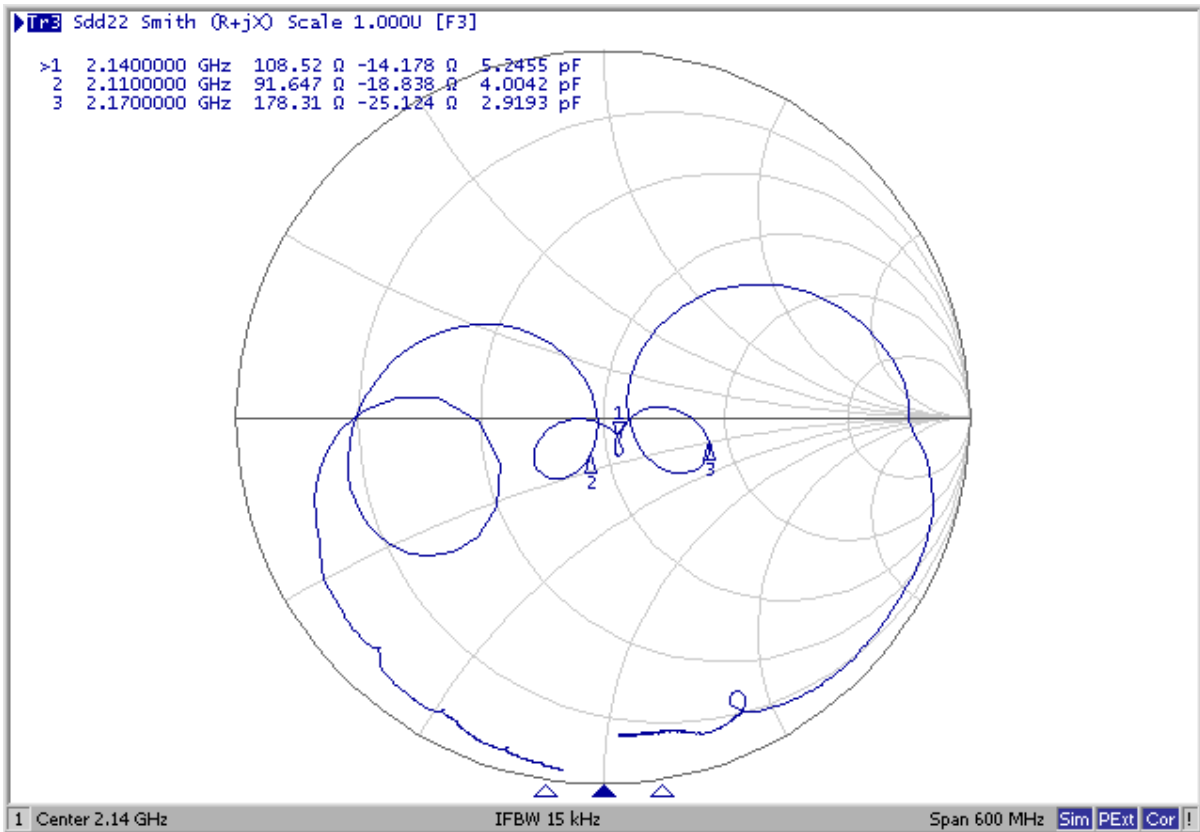 Tr3 Sdd22 Smith (R+jX) Scale 1.000U [F3]
>1 2.1400000 GHz 108.52 Ω -14.178 Ω 5.2455 pF
2 2.1100000 GHz 91.647 Ω -18.838 Ω 4.0042 pF
3 2.1700000 GHz 178.31 Ω -25.124 Ω 2.9193 pF
1
2
3
1 Center 2.14 GHz IFBW 15 kHz Span 600 MHz Sim PExt Cor !